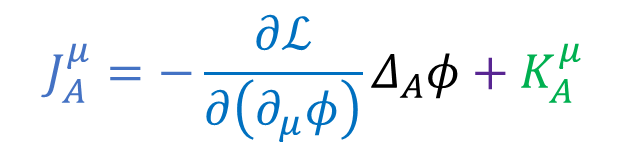 J_A^μ = − ∂ℒ / ∂(∂_μ ϕ) Δ_A ϕ + K_A^μ